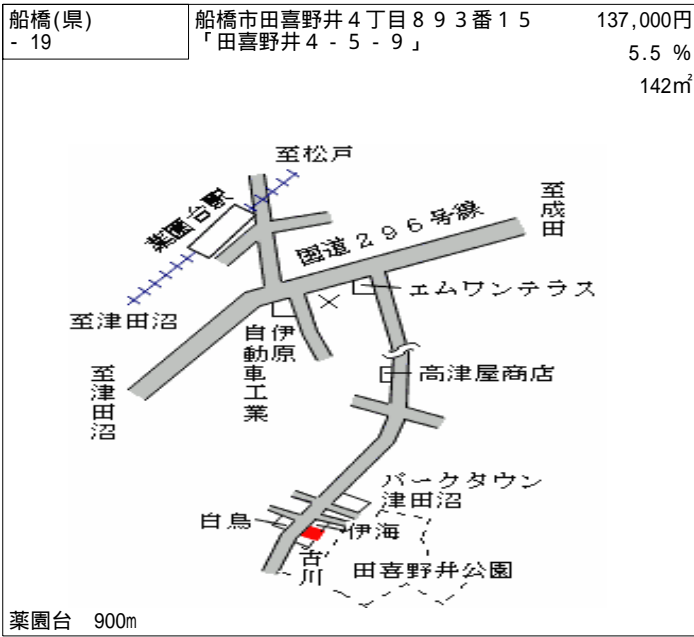 船橋(県)
- 19
船橋市田喜野井４丁目８９３番１５
「田喜野井４ - ５ - ９」
137,000円
5.5 %
142㎡
至松戸
薬園台駅
国道２９６号線
至成田
エムワンテラス
至津田沼
伊原
自動車工業
至津田沼
高津屋商店
パークタウン
津田沼
白鳥
伊海
古川
田喜野井公園
薬園台　900m